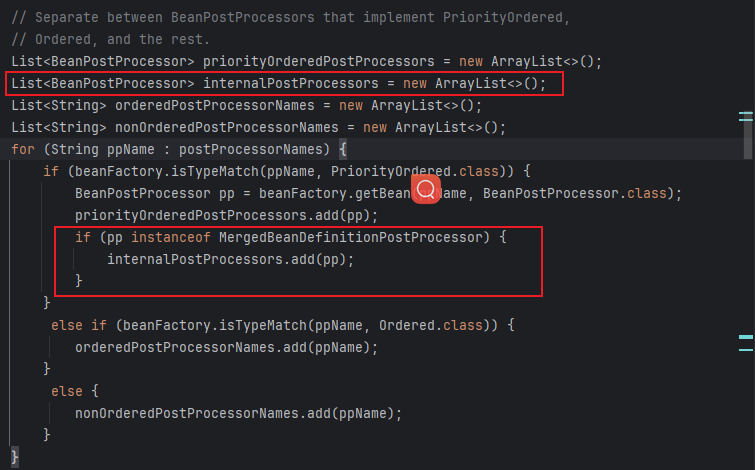 // Separate between BeanPostProcessors that implement PriorityOrdered,
// Ordered, and the rest.
List<BeanPostProcessor> priorityOrderedPostProcessors = new ArrayList<>();
List<BeanPostProcessor> internalPostProcessors = new ArrayList<>();
List<String> orderedPostProcessorNames = new ArrayList<>();
List<String> nonOrderedPostProcessorNames = new ArrayList<>();
for (String ppName : postProcessorNames) {
if (beanFactory.isTypeMatch(ppName, PriorityOrdered.class)) {
BeanPostProcessor pp = beanFactory.getBean Name, BeanPostProcessor.class);
priorityOrderedPostProcessors.add(pp);
if (pp instanceof MergedBeanDefinitionPostProcessor) {
internalPostProcessors.add(pp);
}
}
else if (beanFactory.isTypeMatch(ppName, Ordered.class)) {
orderedPostProcessorNames.add(ppName);
}
else {
nonOrderedPostProcessorNames.add(ppName);
}
}